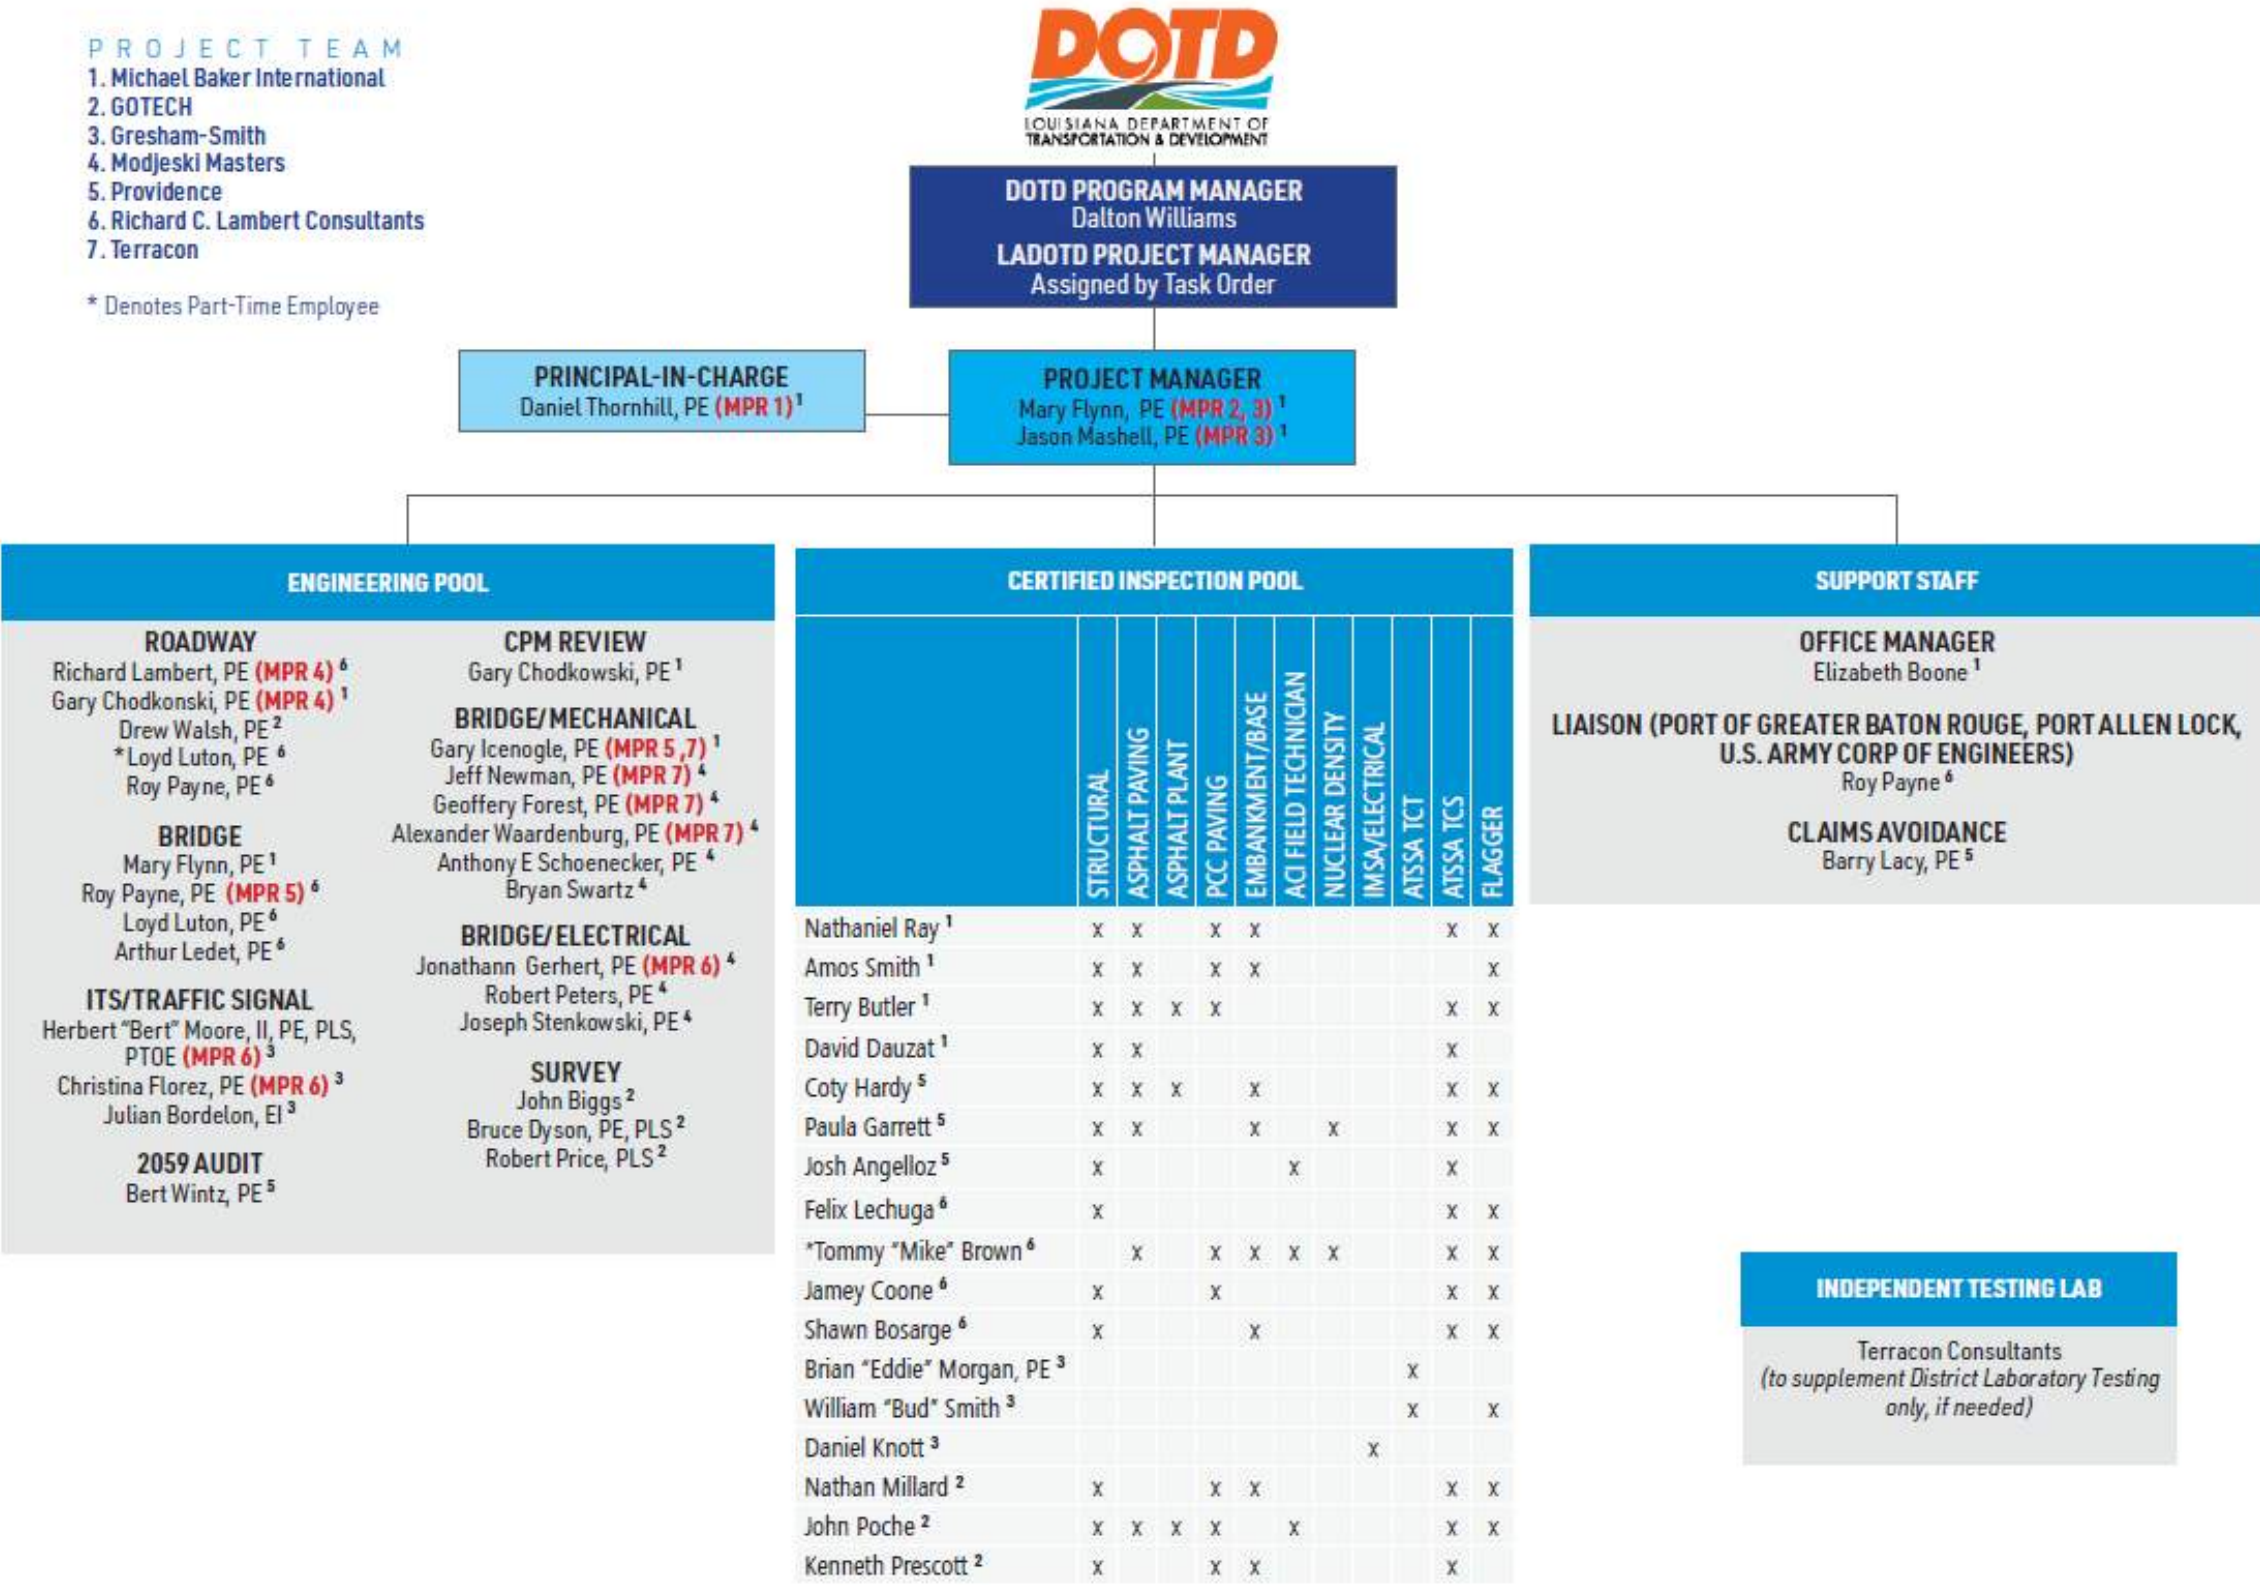 PROJECT TEAM
1. Michael Baker International
2. GOTECH
3. Gresham-Smith
4. Modjeski Masters
5. Providence
6. Richard C. Lambert Consultants
7. Terracon
* Denotes Part-Time Employee
DOTD
LOUISIANA DEPARTMENT OF
TRANSPORTATION & DEVELOPMENT
DOTD PROGRAM MANAGER
Dalton Williams
LADOTD PROJECT MANAGER
Assigned by Task Order
PRINCIPAL-IN-CHARGE
Daniel Thornhill, PE (MPR 1) 1
PROJECT MANAGER
Mary Flynn, PE (MPR 2, 3) 1
Jason Mashell, PE (MPR 3) 1
ENGINEERING POOL
ROADWAY
Richard Lambert, PE (MPR 4) 6
Gary Chodkonski, PE (MPR 4) 1
Drew Walsh, PE 2
*Loyd Luton, PE 6
Roy Payne, PE 6
BRIDGE
Mary Flynn, PE 1
Roy Payne, PE (MPR 5) 6
Loyd Luton, PE 6
Arthur Ledet, PE 6
ITS/TRAFFIC SIGNAL
Herbert "Bert" Moore, II, PE, PLS,
PTOE (MPR 6) 3
Christina Florez, PE (MPR 6) 3
Julian Bordelon, EI 3
2059 AUDIT
Bert Wintz, PE 5
CPM REVIEW
Gary Chodkowski, PE 1
BRIDGE/MECHANICAL
Gary Icenogle, PE (MPR 5 ,7) 1
Jeff Newman, PE (MPR 7) 4
Geoffery Forest, PE (MPR 7) 4
Alexander Waardenburg, PE (MPR 7) 4
Anthony E Schoenecker, PE 4
Bryan Swartz 4
BRIDGE/ELECTRICAL
Jonathann Gerhert, PE (MPR 6) 4
Robert Peters, PE 4
Joseph Stenkowski, PE 4
SURVEY
John Biggs 2
Bruce Dyson, PE, PLS 2
Robert Price, PLS 2
CERTIFIED INSPECTION POOL
STRUCTURAL
ASPHALT PAVING
ASPHALT PLANT
PCC PAVING
EMBANKMENT/BASE
ACI FIELD TECHNICIAN
NUCLEAR DENSITY
IMSA/ELECTRICAL
ATSSA TCT
ATSSA TCS
FLAGGER
Nathaniel Ray 1 X X X X X X
Amos Smith 1 X X X X X
Terry Butler 1 X X X X X X
David Dauzat 1 X X X
Coty Hardy 5 X X X X X X
Paula Garrett 5 X X X X X X
Josh Angelloz 5 X X X
Felix Lechuga 6 X X X
*Tommy "Mike" Brown 6 X X X X X X X
Jamey Coone 6 X X X X
Shawn Bosarge 6 X X X X
Brian "Eddie" Morgan, PE 3 X
William "Bud" Smith 3 X X
Daniel Knott 3 X
Nathan Millard 2 X X X X X
John Poche 2 X X X X X X X
Kenneth Prescott 2 X X X X
SUPPORT STAFF
OFFICE MANAGER
Elizabeth Boone 1
LIAISON (PORT OF GREATER BATON ROUGE, PORT ALLEN LOCK,
U.S. ARMY CORP OF ENGINEERS)
Roy Payne 6
CLAIMS AVOIDANCE
Barry Lacy, PE 5
INDEPENDENT TESTING LAB
Terracon Consultants
(to supplement District Laboratory Testing
only, if needed)